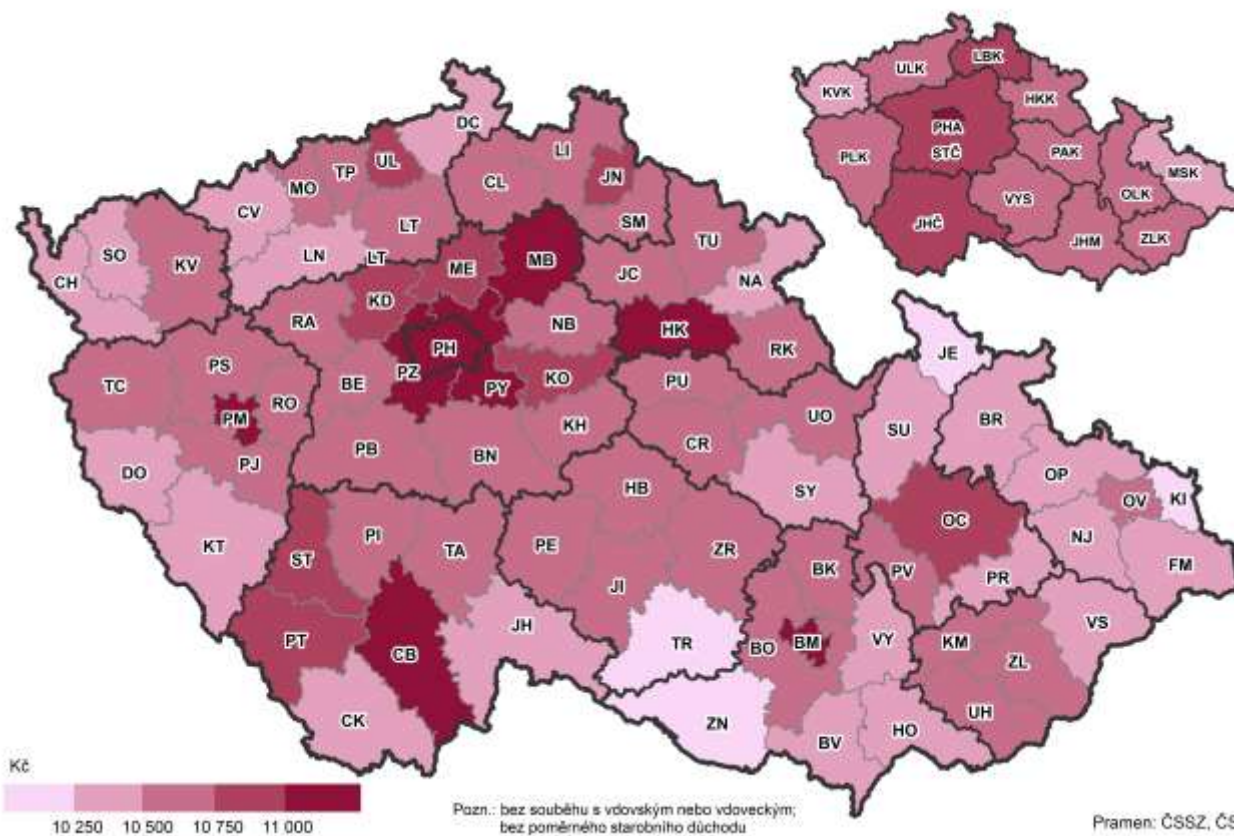 LBK
ULK
KVK
HKK
PHA
STČ
PAK
PLK
MSK
OLK
VYS
JHČ
JHM
ZLK
DC
LI
UL
TP
MO
CL
JN
CV
LT
SM
TU
SO
LN
LT
ME
MB
JC
KV
CH
NA
KD
RA
NB
HK
PH
RK
JE
PS
TC
BE
PZ
PY
KO
PU
RO
PM
UO
SU
BR
KH
CR
PB
BN
PJ
DO
OP
HB
SY
OV
KI
OC
KT
ST
PI
TA
PE
ZR
NJ
FM
BK
PV
PR
JI
VS
PT
CB
JH
TR
BO
BM
VY
KM
ZL
CK
ZN
UH
HO
BV
Kč
10 250 10 500 10 750 11 000
Pozn.: bez souběhu s vdovským nebo vdoveckým;
bez poměrného starobního důchodu
Pramen: ČSSZ, ČS